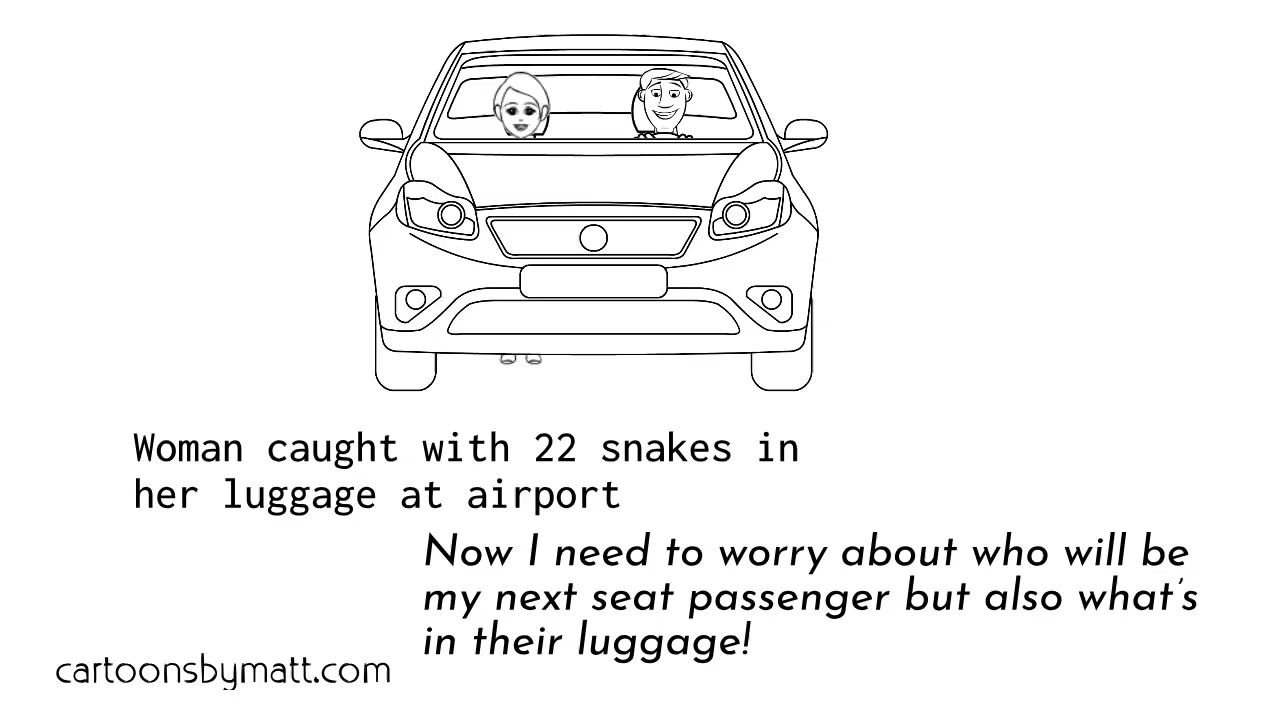 Woman caught with 22 snakes in
her luggage at airport
Now I need to worry about who will be
my next seat passenger but also what's
in their luggage!
cartoonsbymatt.com